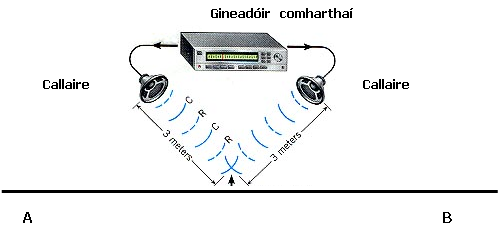 Gineadóir comharthaí
Callaire
Callaire
C
R
C
R
3 meters
3 meters
A
B